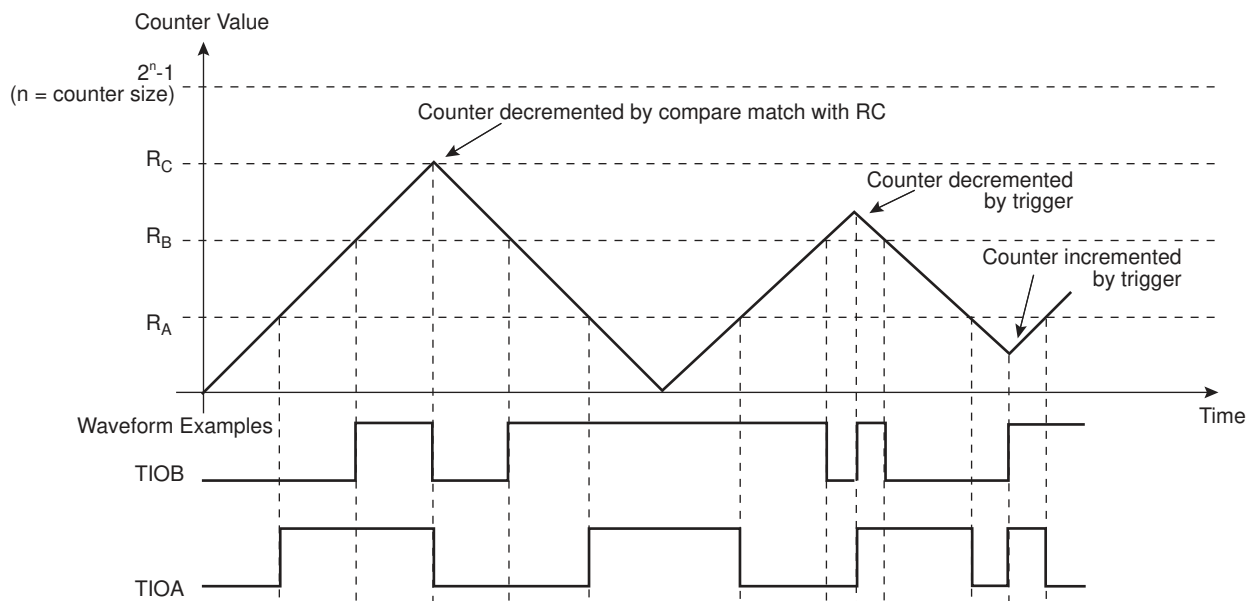 Counter Value
2ⁿ-1
(n = counter size)
Counter decremented by compare match with RC
R_C
Counter decremented
by trigger
R_B
Counter incremented
by trigger
R_A
Time
Waveform Examples
TIOB
TIOA